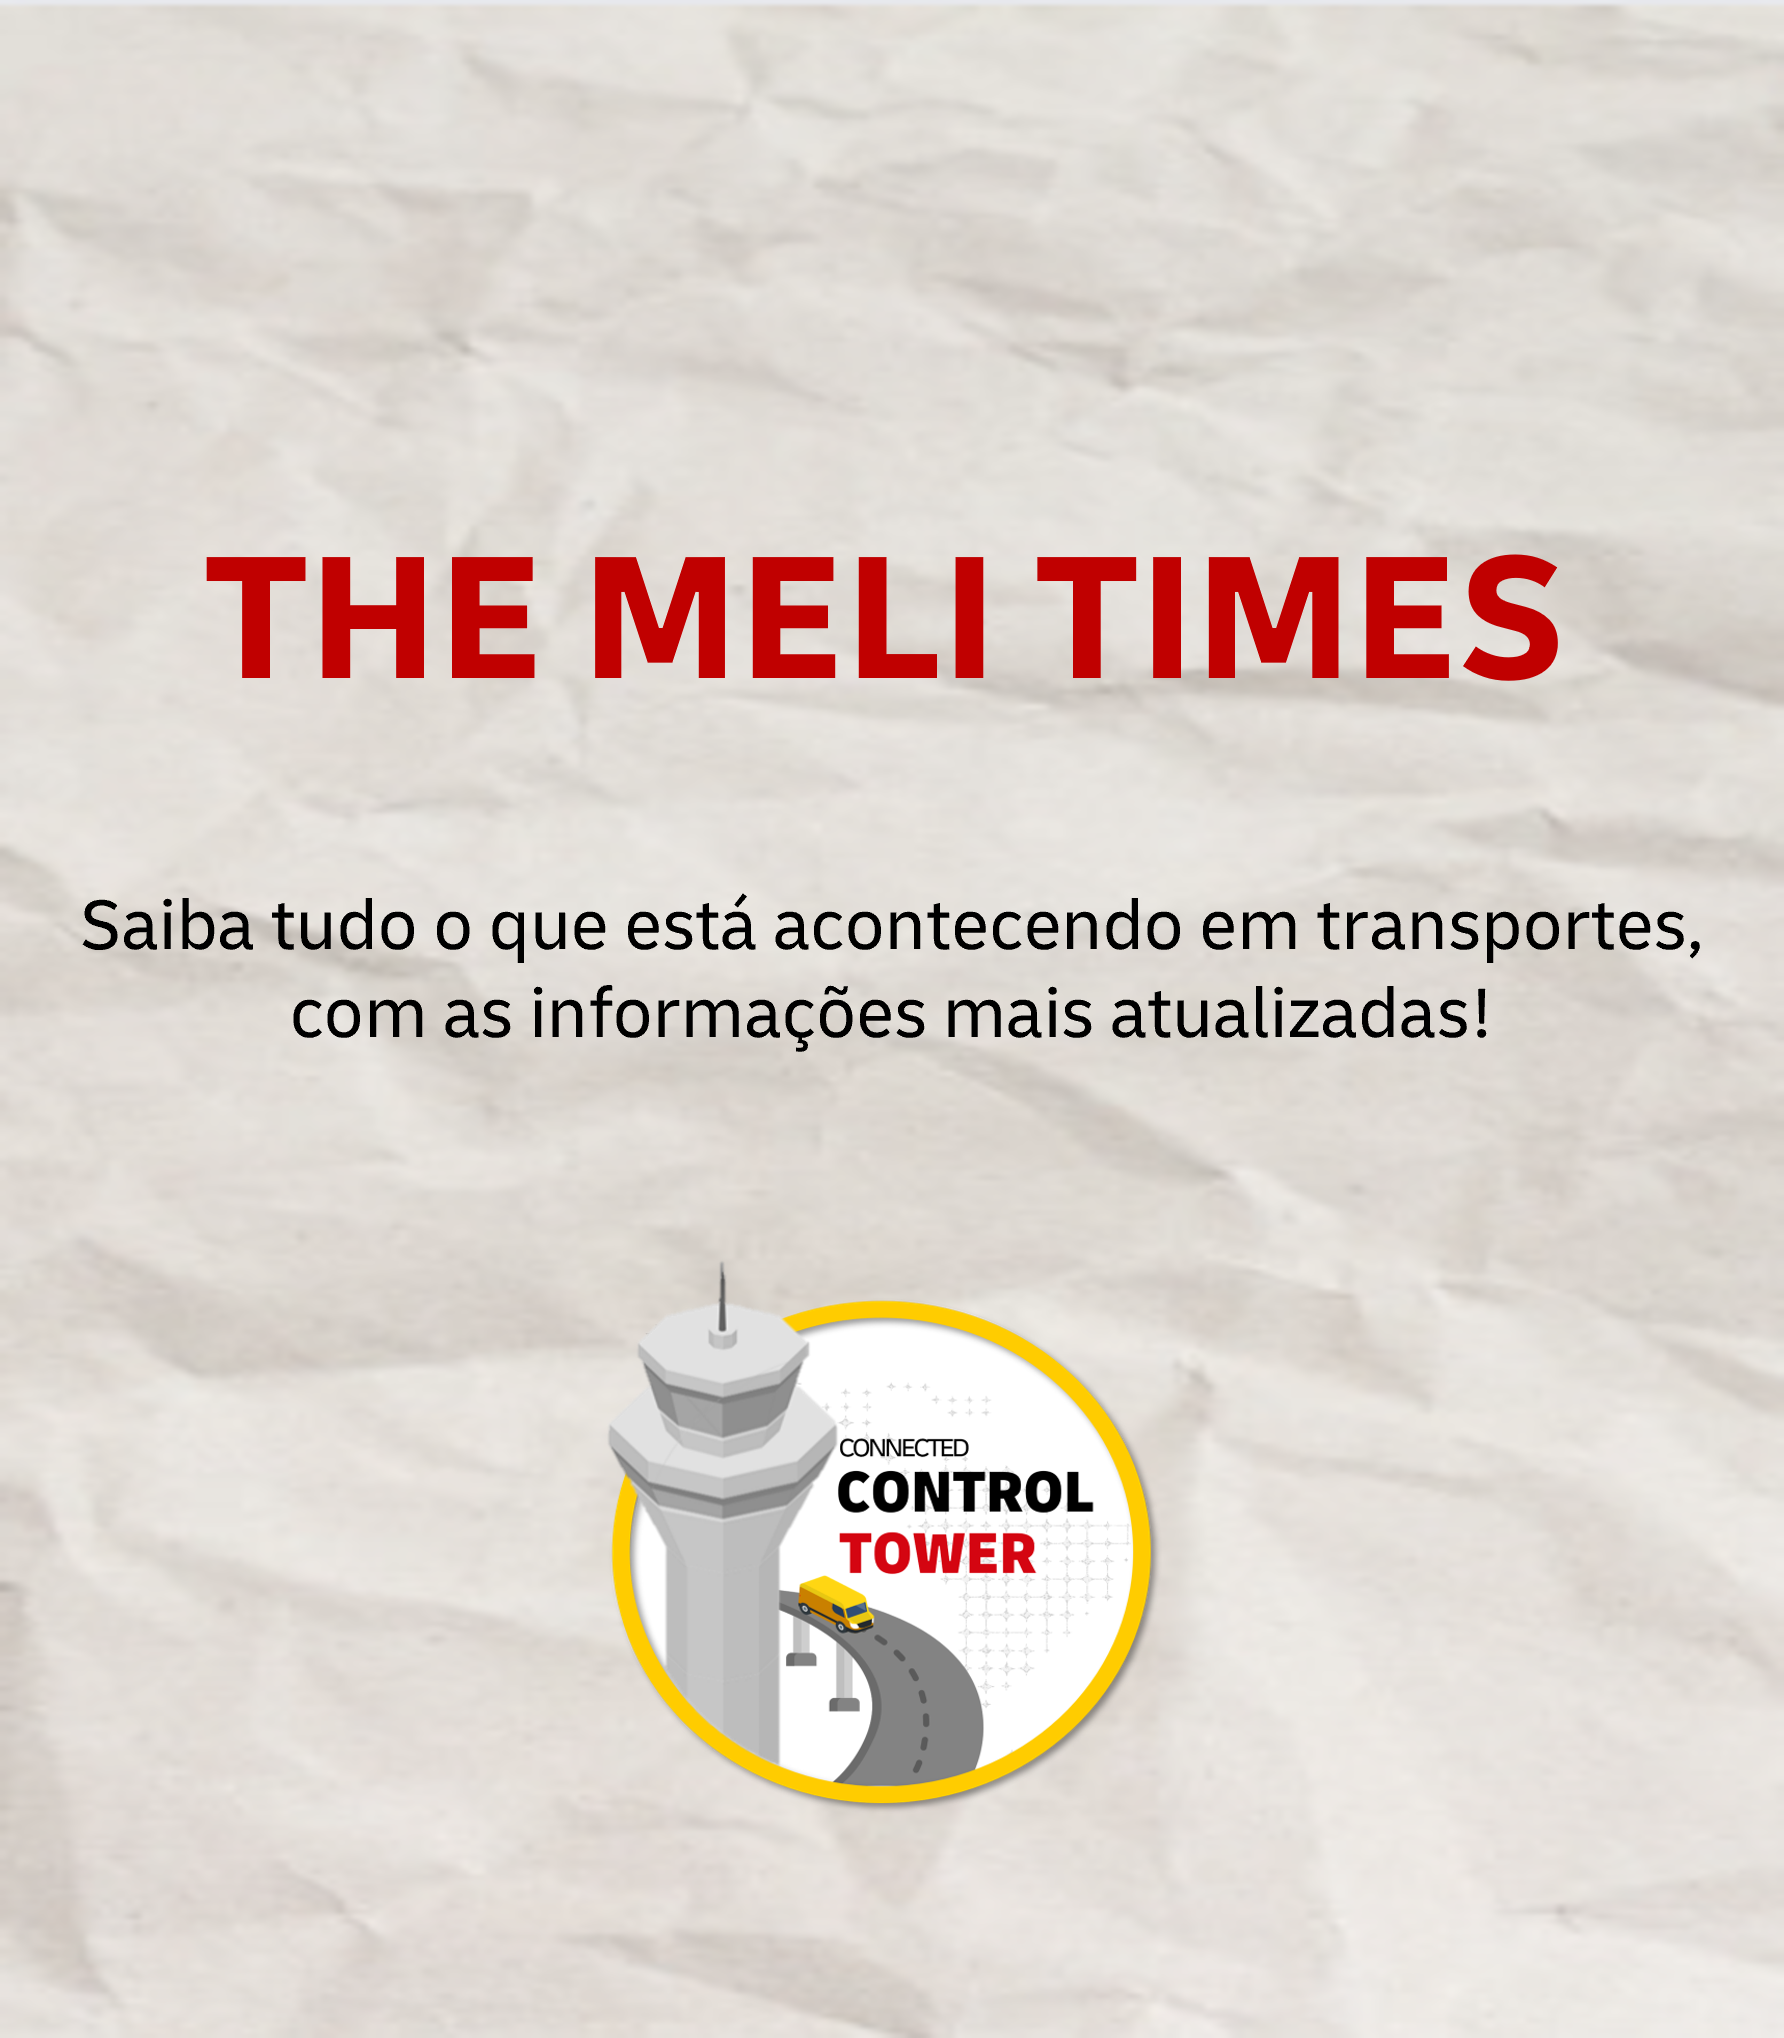 THE MELI TIMES
Saiba tudo o que está acontecendo em transportes,
com as informações mais atualizadas!
CONNECTED
CONTROL
TOWER